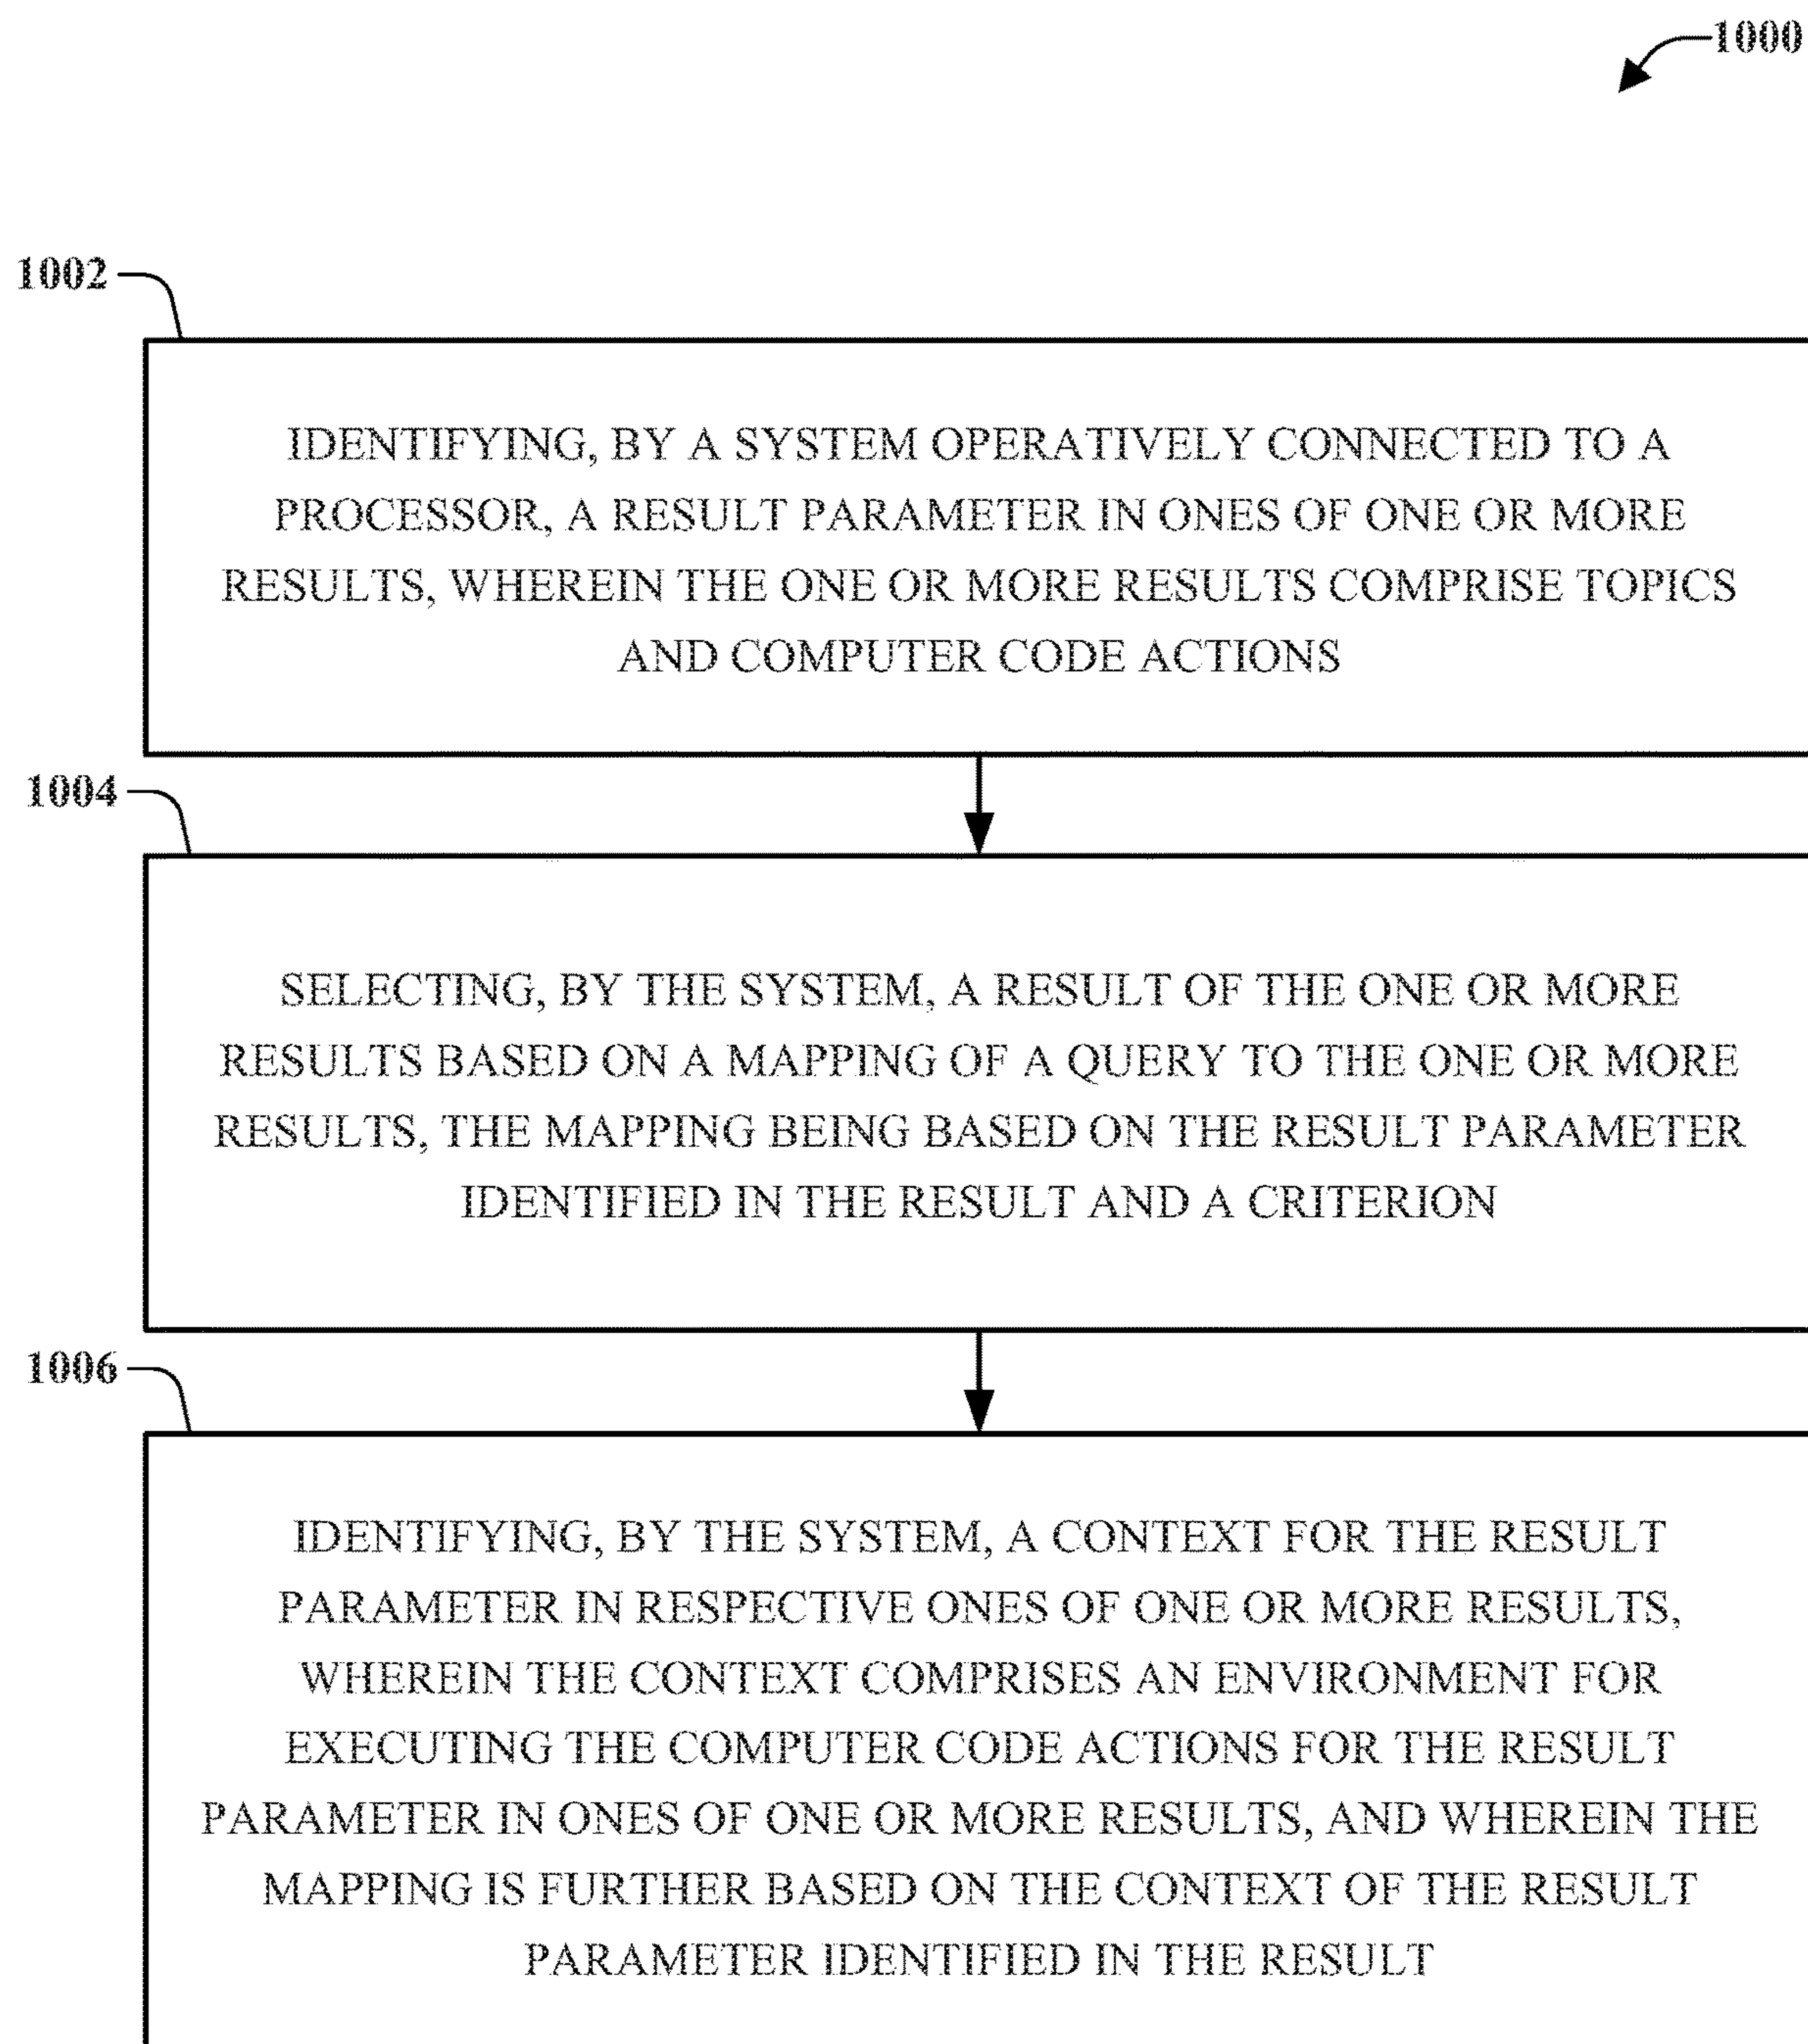 1000
1002
IDENTIFYING, BY A SYSTEM OPERATIVELY CONNECTED TO A
PROCESSOR, A RESULT PARAMETER IN ONES OF ONE OR MORE
RESULTS, WHEREIN THE ONE OR MORE RESULTS COMPRISE TOPICS
AND COMPUTER CODE ACTIONS
1004
SELECTING, BY THE SYSTEM, A RESULT OF THE ONE OR MORE
RESULTS BASED ON A MAPPING OF A QUERY TO THE ONE OR MORE
RESULTS, THE MAPPING BEING BASED ON THE RESULT PARAMETER
IDENTIFIED IN THE RESULT AND A CRITERION
1006
IDENTIFYING, BY THE SYSTEM, A CONTEXT FOR THE RESULT
PARAMETER IN RESPECTIVE ONES OF ONE OR MORE RESULTS,
WHEREIN THE CONTEXT COMPRISES AN ENVIRONMENT FOR
EXECUTING THE COMPUTER CODE ACTIONS FOR THE RESULT
PARAMETER IN ONES OF ONE OR MORE RESULTS, AND WHEREIN THE
MAPPING IS FURTHER BASED ON THE CONTEXT OF THE RESULT
PARAMETER IDENTIFIED IN THE RESULT